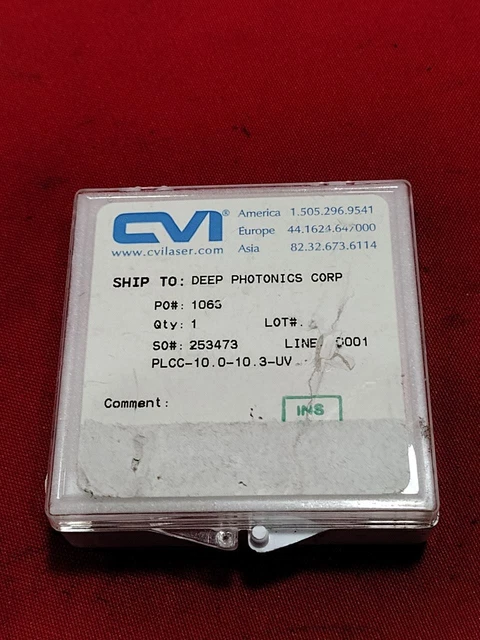 CVI® America 1.505.296.9541
Europe 44.1624.647000
www.cvilaser.com Asia 82.32.673.6114
SHIP TO: DEEP PHOTONICS CORP
PO#: 1063
Qty: 1 LOT#:
SO#: 253473 LINE
PLCC-10.0-10.3-UV
Comment:
INS